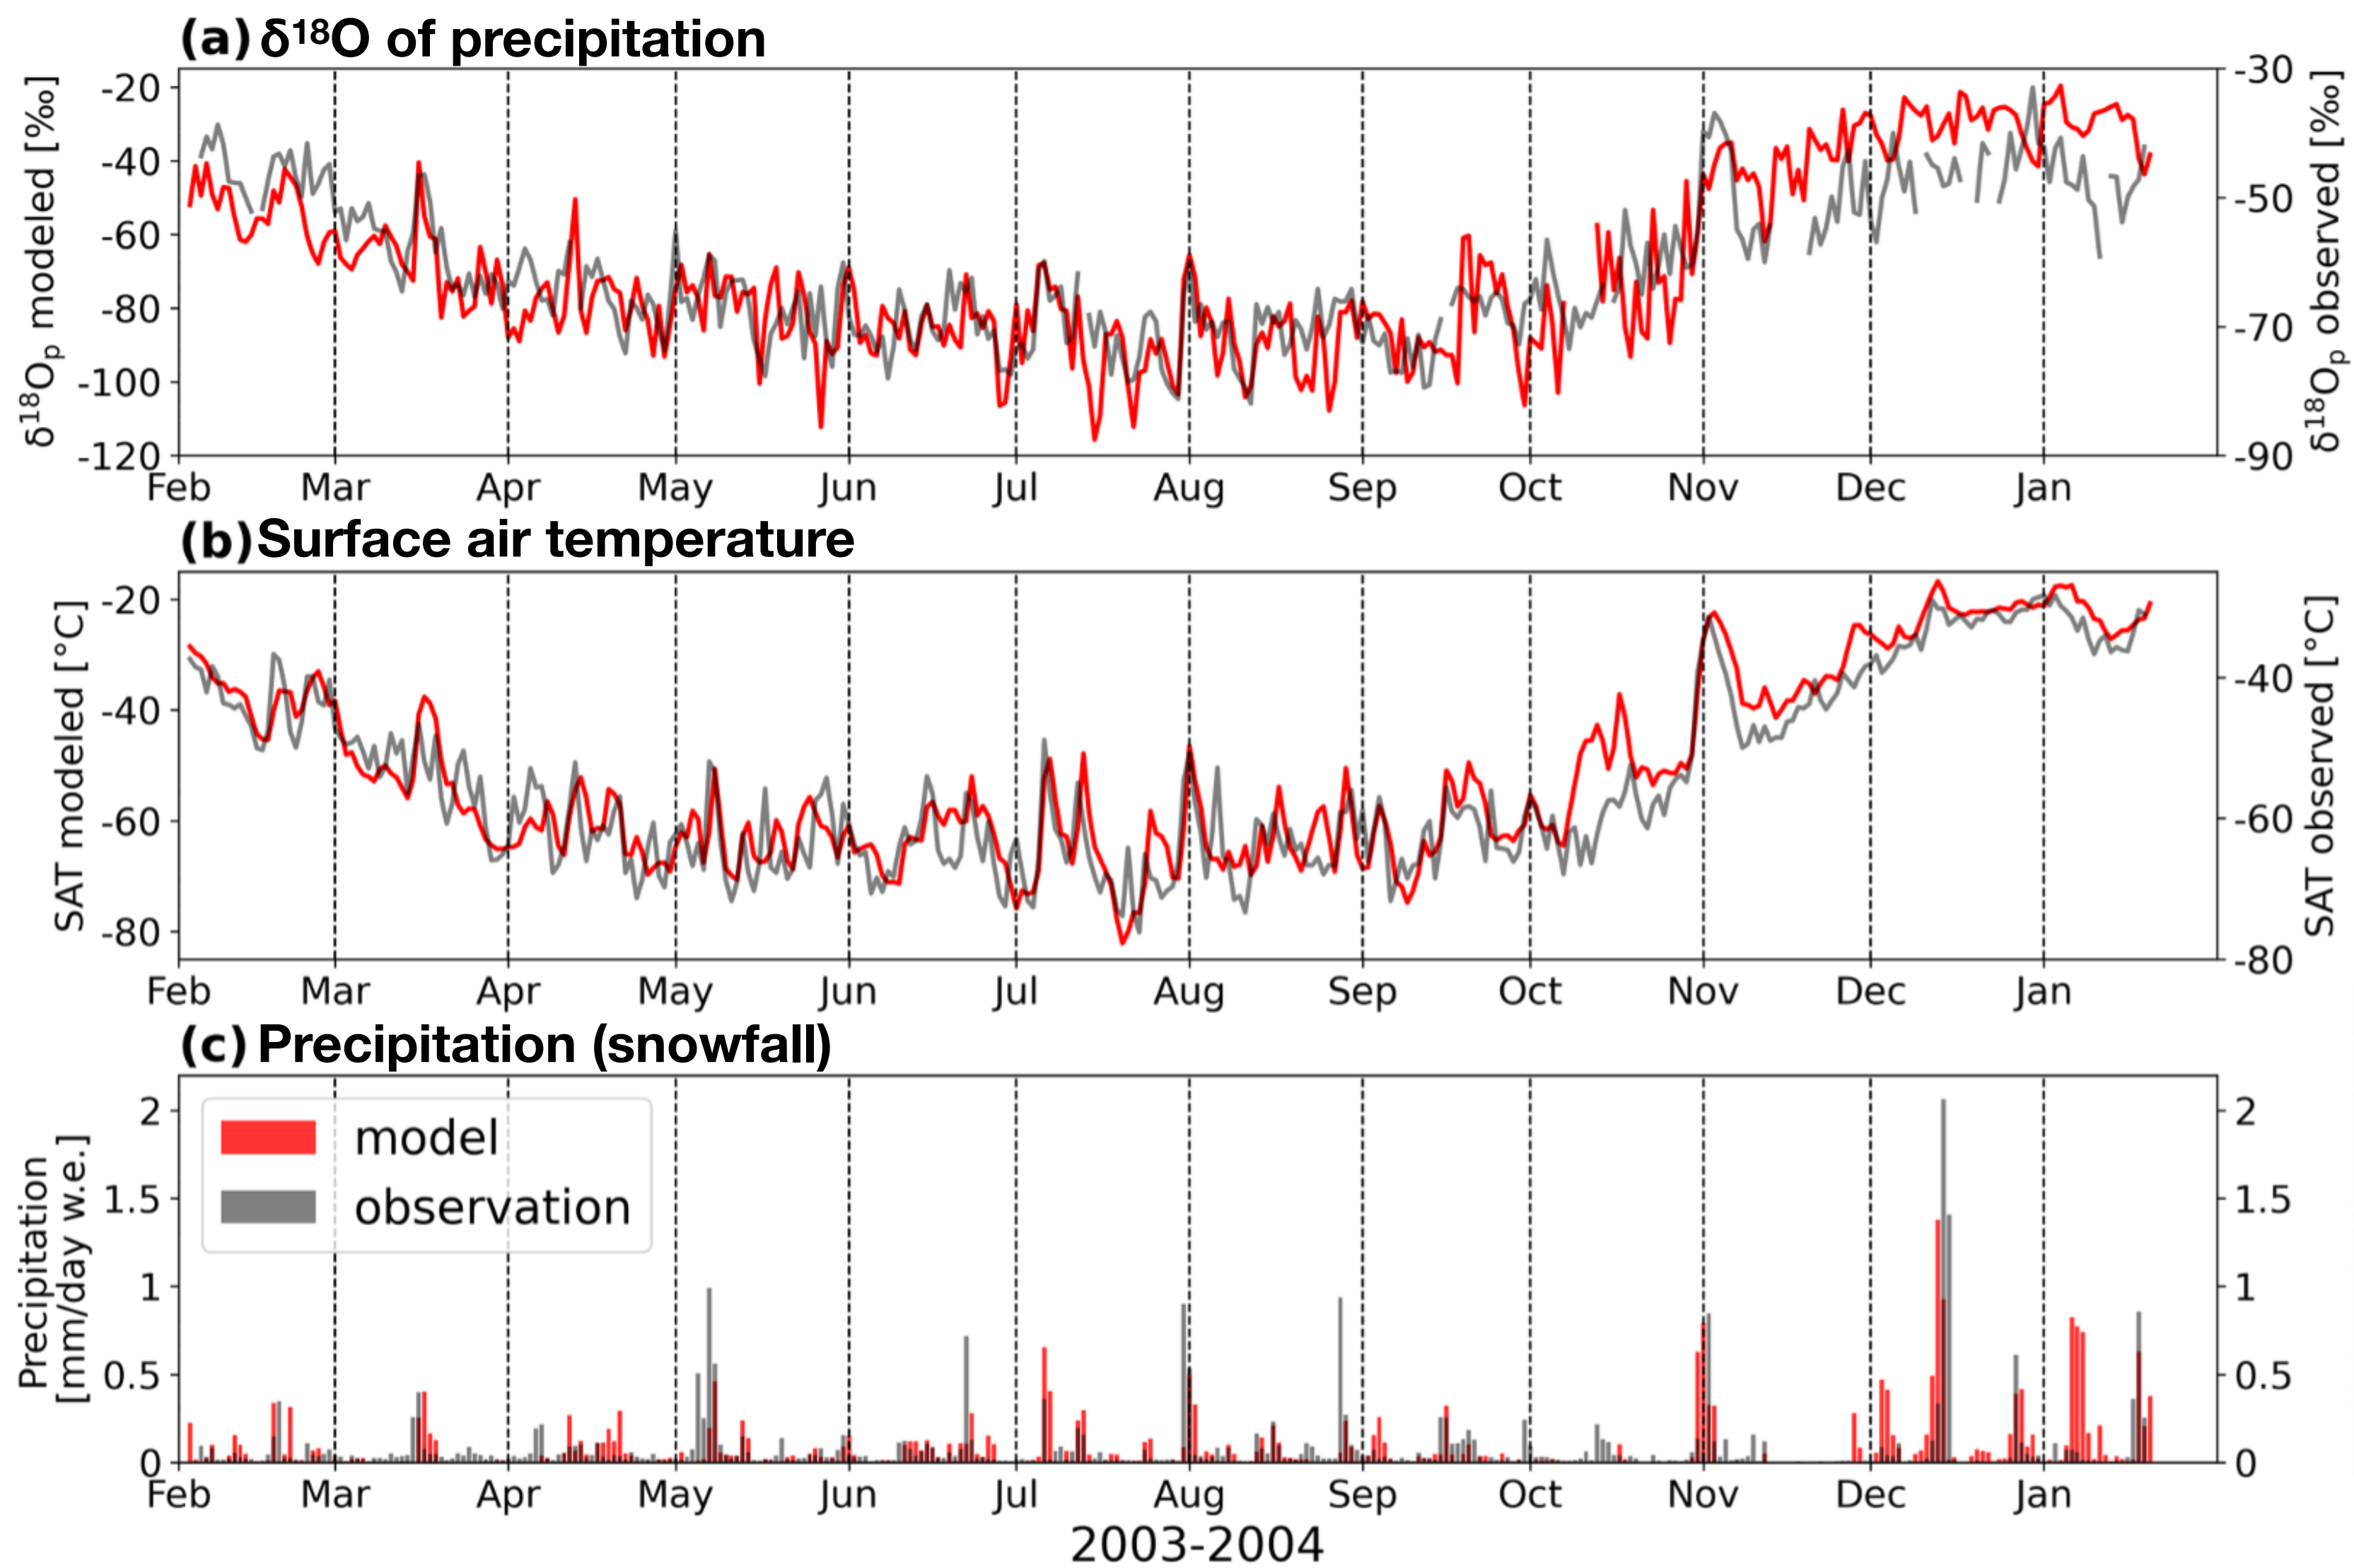 (a) δ¹⁸O of precipitation
δ¹⁸Oₚ modeled [‰]
-20
-40
-60
-80
-100
-120
-30
-50
-70
-90
δ¹⁸Oₚ observed [‰]
Feb Mar Apr May Jun Jul Aug Sep Oct Nov Dec Jan
(b) Surface air temperature
SAT modeled [°C]
-20
-40
-60
-80
-40
-60
-80
SAT observed [°C]
Feb Mar Apr May Jun Jul Aug Sep Oct Nov Dec Jan
(c) Precipitation (snowfall)
Precipitation
[mm/day w.e.]
2
1.5
1
0.5
0
model
observation
2
1.5
1
0.5
0
Feb Mar Apr May Jun Jul Aug Sep Oct Nov Dec Jan
2003-2004